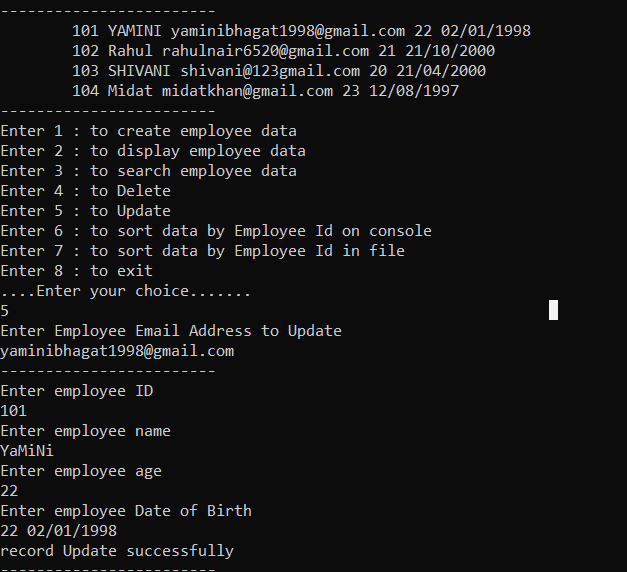 ------------------------
101 YAMINI yaminibhagat1998@gmail.com 22 02/01/1998
102 Rahul rahulnair6520@gmail.com 21 21/10/2000
103 SHIVANI shivani@123gmail.com 20 21/04/2000
104 Midat midatkhan@gmail.com 23 12/08/1997
------------------------
Enter 1 : to create employee data
Enter 2 : to display employee data
Enter 3 : to search employee data
Enter 4 : to Delete
Enter 5 : to Update
Enter 6 : to sort data by Employee Id on console
Enter 7 : to sort data by Employee Id in file
Enter 8 : to exit
....Enter your choice.......
5
Enter Employee Email Address to Update
yaminibhagat1998@gmail.com
------------------------
Enter employee ID
101
Enter employee name
YaMiNi
Enter employee age
22
Enter employee Date of Birth
22 02/01/1998
record Update successfully
------------------------